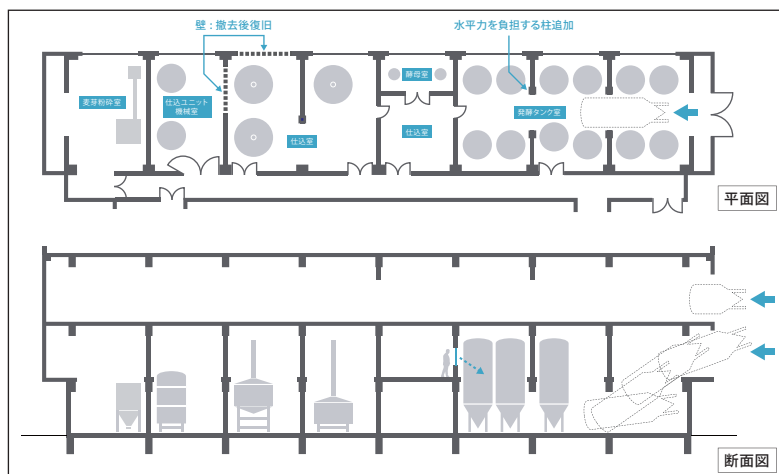 壁：撤去後復旧
水平力を負担する柱追加
麦芽粉砕室
仕込ユニット
機械室
仕込室
酵母室
仕込室
発酵タンク室
平面図
断面図